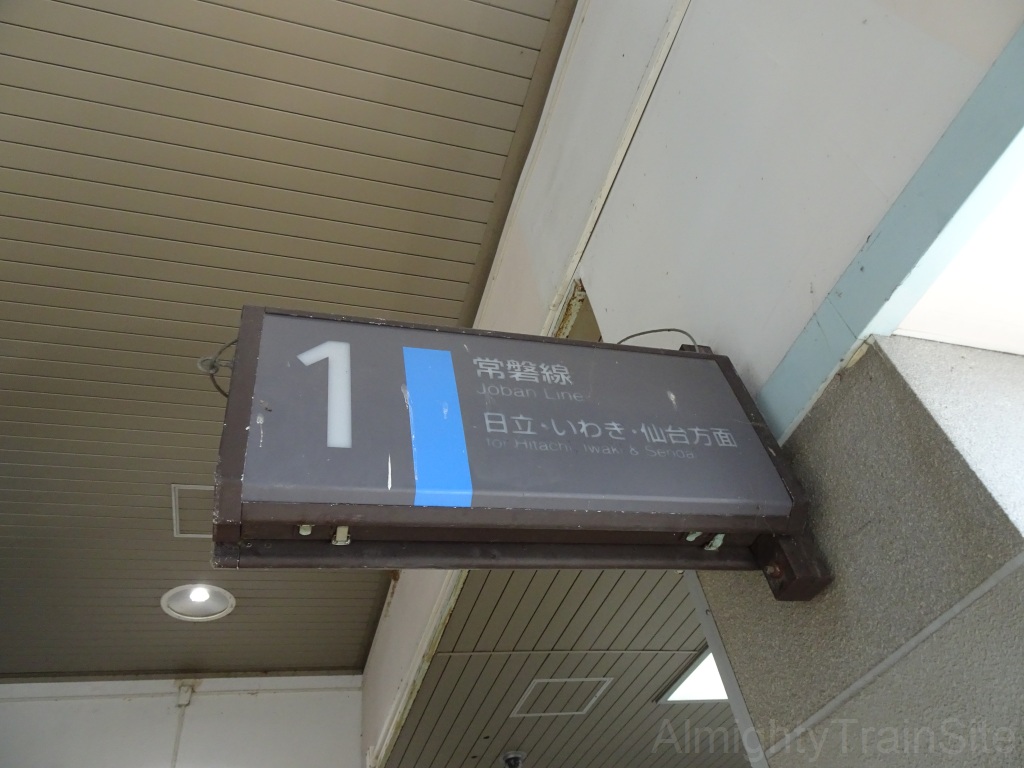 1
常磐線
Joban Line
日立・いわき・仙台方面
for Hitachi, Iwaki & Senda
AlmightyTrainSite